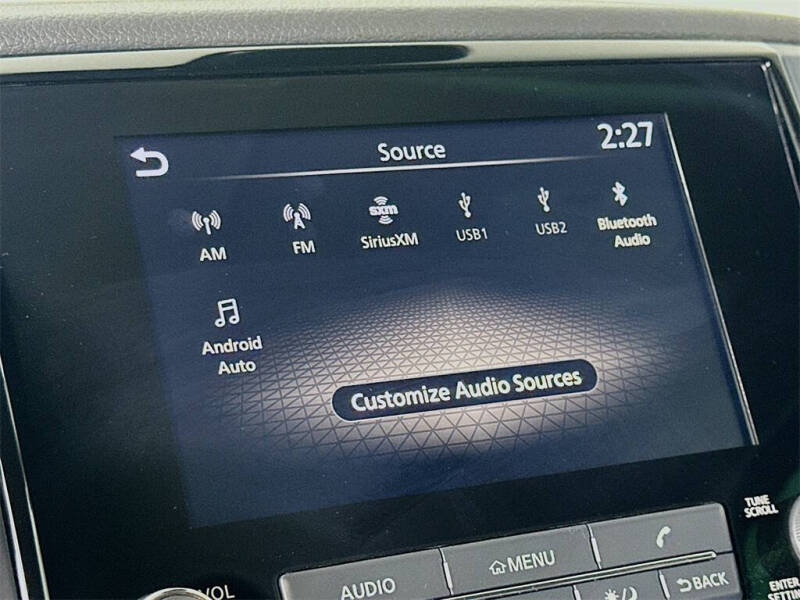 Source
2:27
AM
FM
sxm
SiriusXM
USB1
USB2
Bluetooth
Audio
Android
Auto
Customize Audio Sources
TUNE
SCROLL
VOL
AUDIO
MENU
BACK
ENTER